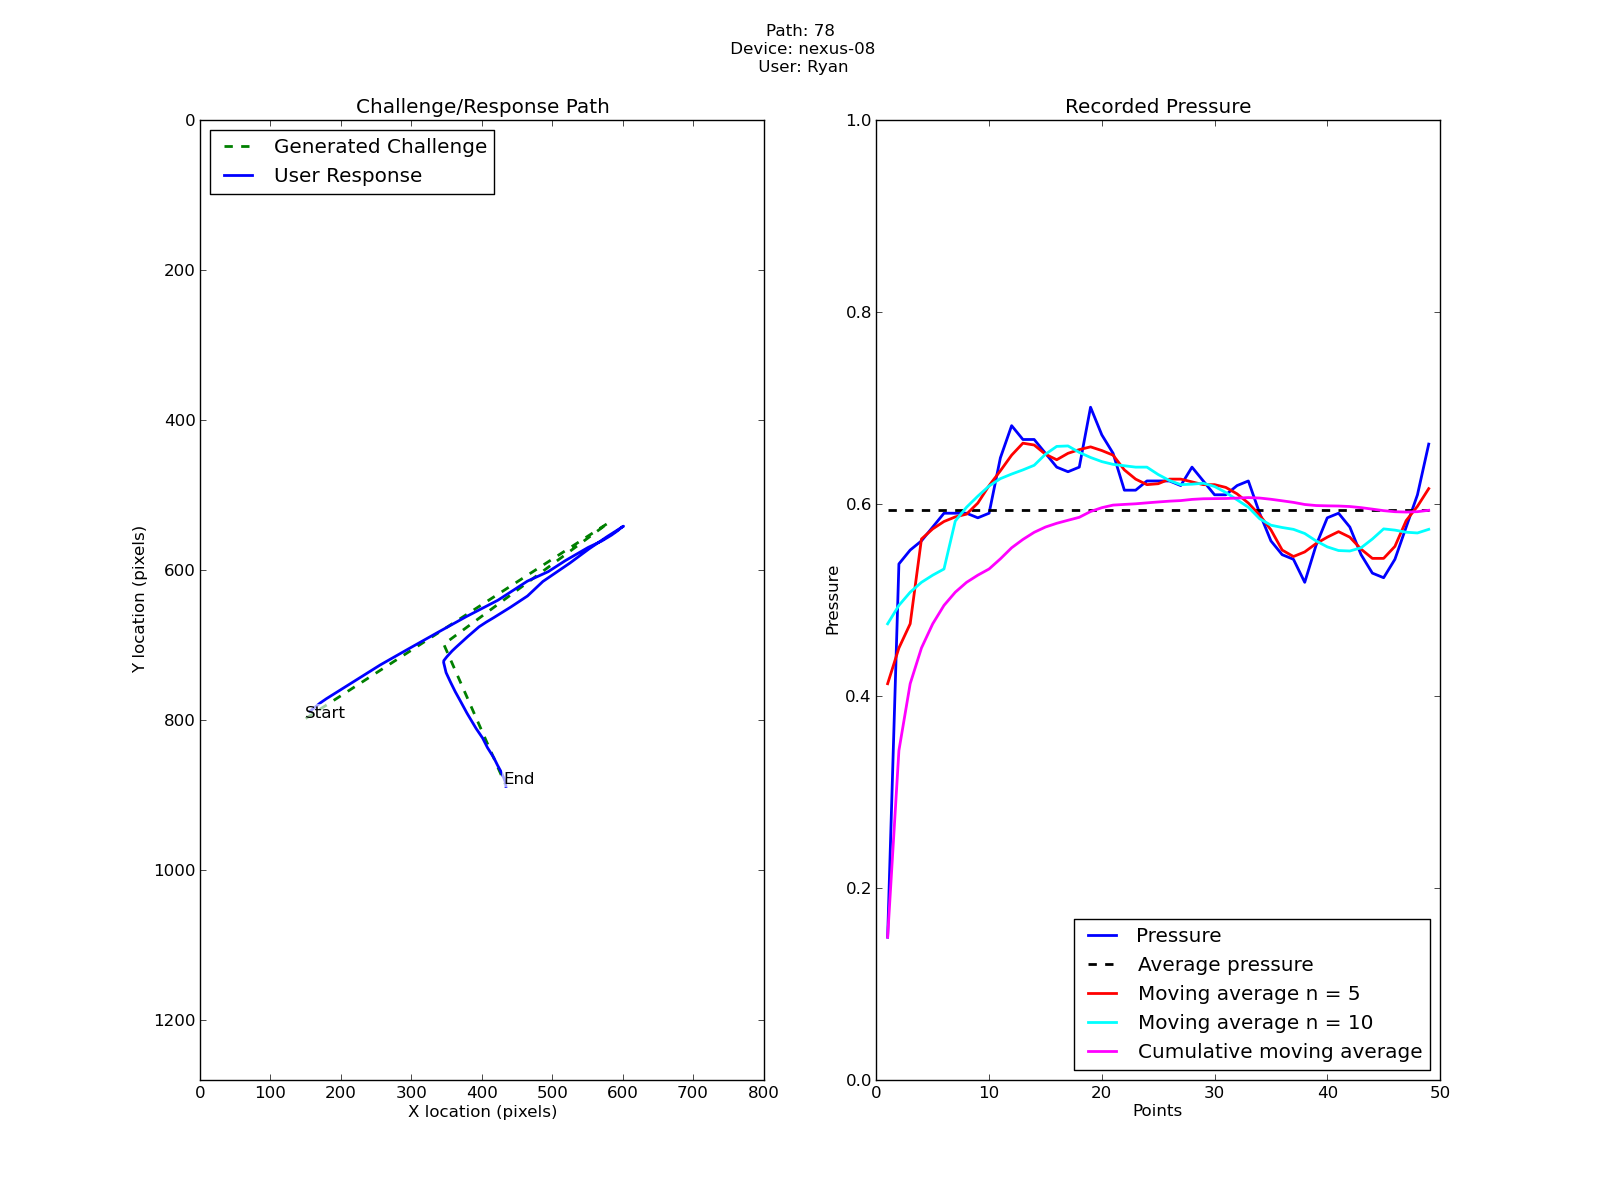 Path: 78
Device: nexus-08
User: Ryan
Challenge/Response Path
Generated Challenge
User Response
0
200
400
600
800
1000
1200
Y location (pixels)
Start
End
0 100 200 300 400 500 600 700 800
X location (pixels)
Recorded Pressure
1.0
0.8
0.6
0.4
0.2
0.0
Pressure
Pressure
Average pressure
Moving average n = 5
Moving average n = 10
Cumulative moving average
0 10 20 30 40 50
Points